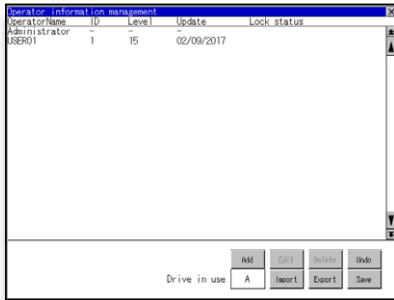 Operator information management X
OperatorName ID Level Update Lock status
Administrator - - -
USER01 1 15 02/09/2017
Add Edit Delete Undo
Drive in use A Import Export Save